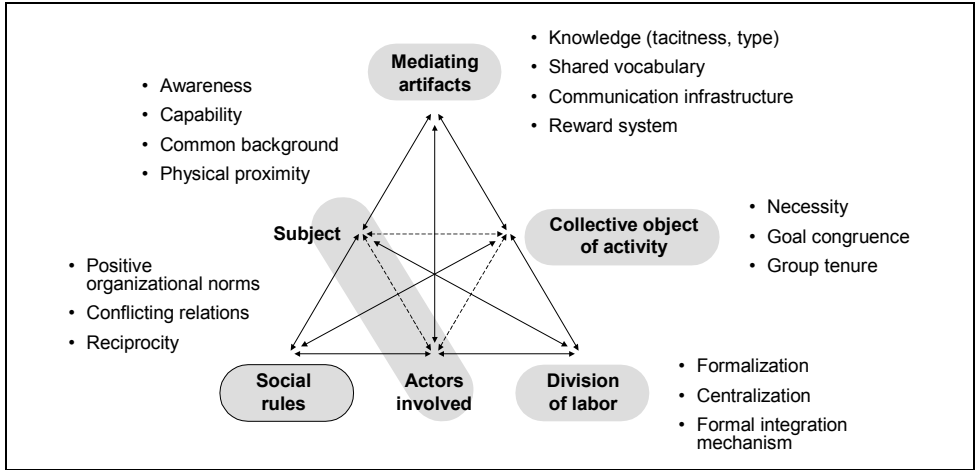 Mediating
artifacts
• Knowledge (tacitness, type)
• Shared vocabulary
• Communication infrastructure
• Reward system
• Awareness
• Capability
• Common background
• Physical proximity
Subject
Collective object
of activity
• Necessity
• Goal congruence
• Group tenure
• Positive
organizational norms
• Conflicting relations
• Reciprocity
Social
rules
Actors
involved
Division
of labor
• Formalization
• Centralization
• Formal integration
mechanism